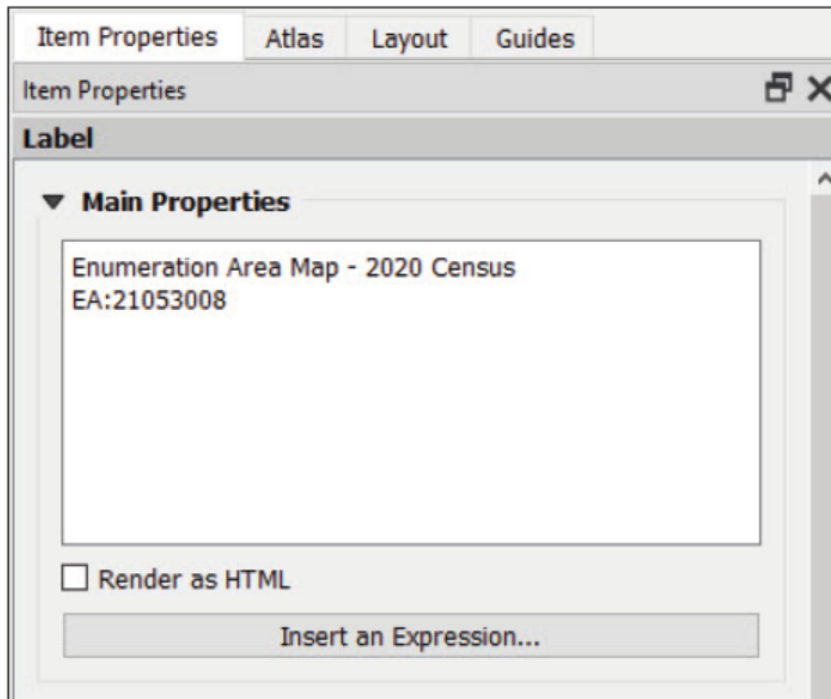 Item Properties Atlas Layout Guides
Item Properties
Label
Main Properties
Enumeration Area Map - 2020 Census
EA:21053008
Render as HTML
Insert an Expression...